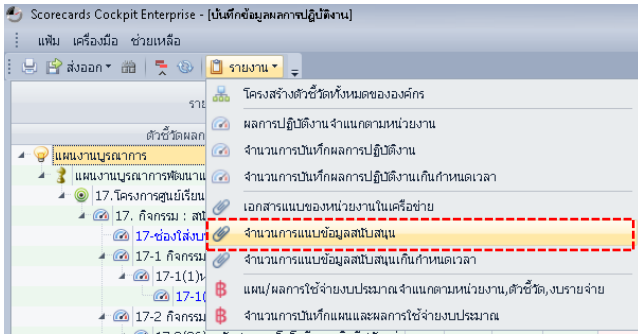 Scorecards Cockpit Enterprise - [บันทึกข้อมูลผลการปฏิบัติงาน]
แฟ้ม เครื่องมือ ช่วยเหลือ
ส่งออก รายงาน
โครงสร้างตัวชี้วัดทั้งหมดขององค์กร
ผลการปฏิบัติงานจำแนกตามหน่วยงาน
จำนวนการบันทึกผลการปฏิบัติงาน
จำนวนการบันทึกผลการปฏิบัติงานเกินกำหนดเวลา
เอกสารแนบของหน่วยงานในเครือข่าย
จำนวนการแนบข้อมูลสนับสนุน
จำนวนการแนบข้อมูลสนับสนุนเกินกำหนดเวลา
แผน/ผลการใช้จ่ายงบประมาณจำแนกตามหน่วยงาน,ตัวชี้วัด,งบรายจ่าย
จำนวนการบันทึกแผนและผลการใช้จ่ายงบประมาณ
ราย
ตัวชี้วัดผลก
แผนงานบูรณาการ
แผนงานบูรณาการพัฒนาแ
17.โครงการศูนย์เรียน
17. กิจกรรม : สนั
17-ช่องใส่งบป
17-1 กิจกรรม
17-1(1)
17-1(
17-2 กิจกรรม